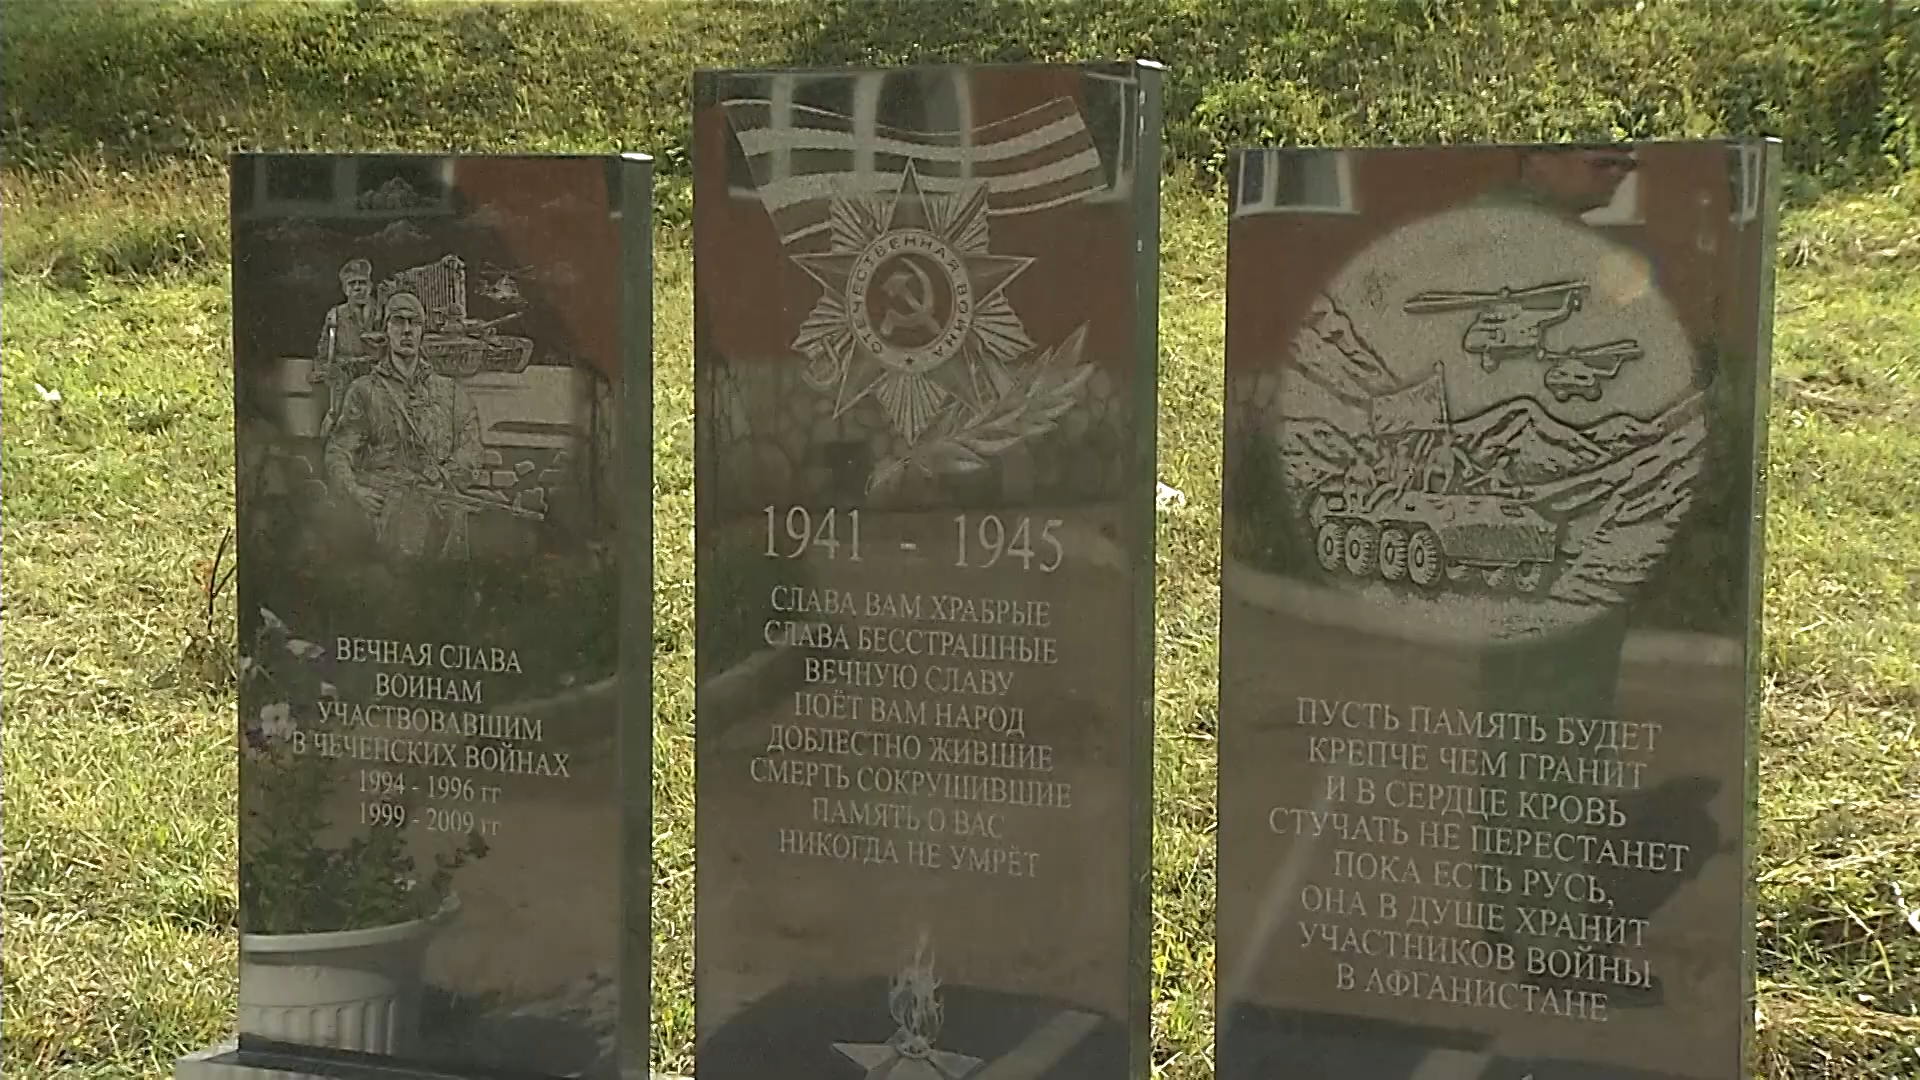 ВЕЧНАЯ СЛАВА
ВОИНАМ
УЧАСТВОВАВШИМ
В ЧЕЧЕНСКИХ ВОЙНАХ
1994 - 1996 гг
1999 - 2009 гг
ОТЕЧЕСТВЕННАЯ ВОЙНА
1941 - 1945
СЛАВА ВАМ ХРАБРЫЕ
СЛАВА БЕССТРАШНЫЕ
ВЕЧНУЮ СЛАВУ
ПОЁТ ВАМ НАРОД
ДОБЛЕСТНО ЖИВШИЕ
СМЕРТЬ СОКРУШИВШИЕ
ПАМЯТЬ О ВАС
НИКОГДА НЕ УМРЁТ
ПУСТЬ ПАМЯТЬ БУДЕТ
КРЕПЧЕ ЧЕМ ГРАНИТ
И В СЕРДЦЕ КРОВЬ
СТУЧАТЬ НЕ ПЕРЕСТАНЕТ
ПОКА ЕСТЬ РУСЬ,
ОНА В ДУШЕ ХРАНИТ
УЧАСТНИКОВ ВОЙНЫ
В АФГАНИСТАНЕ